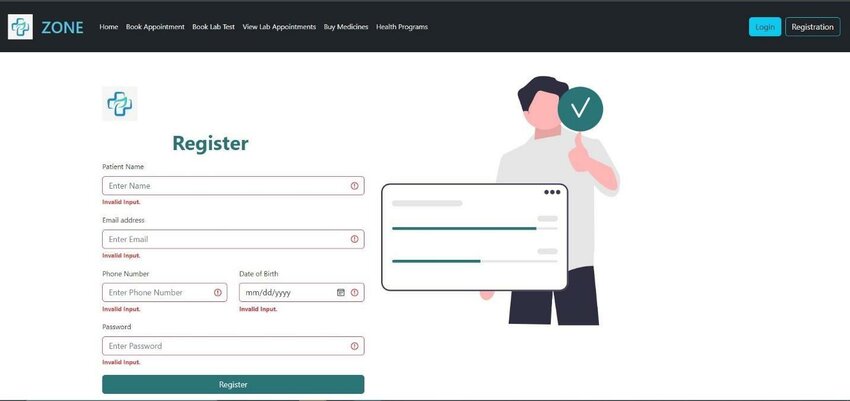 ZONE Home Book Appointment Book Lab Test View Lab Appointments Buy Medicines Health Programs Login Registration
Register
Patient Name
Enter Name
Invalid Input.
Email address
Enter Email
Invalid Input.
Phone Number Date of Birth
Enter Phone Number mm/dd/yyyy
Invalid Input. Invalid Input.
Password
Enter Password
Invalid Input.
Register